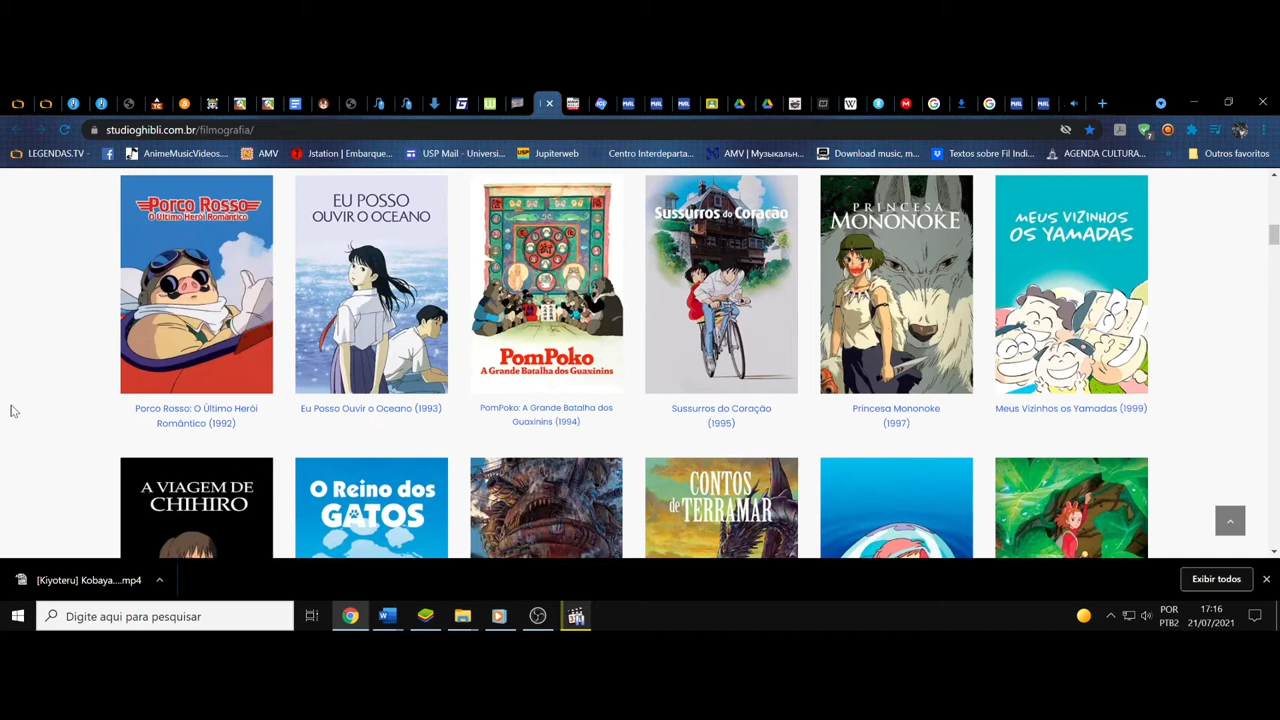 studioghibli.com.br/filmografia/
7
LEGENDAS.TV -
AnimeMusicVideos....
AMV
Jstation | Embarque...
USP Mail - Universi...
Jupiterweb
Centro Interdeparta...
AMV | Музыкальн...
Download music, m...
Textos sobre Fil Indi...
AGENDA CULTURA...
»
Outros favoritos
Porco Rosso
O Último Herói Romântico
EU POSSO
OUVIR O OCEANO
PomPoko
A Grande Batalha dos Guaxinins
Sussurros do Coração
PRINCESA
MONONOKE
MEUS VIZINHOS
OS YAMADAS
Porco Rosso: O Último Herói
Romântico (1992)
Eu Posso Ouvir o Oceano (1993)
PomPoko: A Grande Batalha dos
Guaxinins (1994)
Sussurros do Coração
(1995)
Princesa Mononoke
(1997)
Meus Vizinhos os Yamadas (1999)
A VIAGEM DE
CHIHIRO
O Reino dos
GATOS
CONTOS
de TERRAMAR
[Kiyoteru] Kobaya....mp4
Exibir todos
Digite aqui para pesquisar
POR
PTB2
17:16
21/07/2021